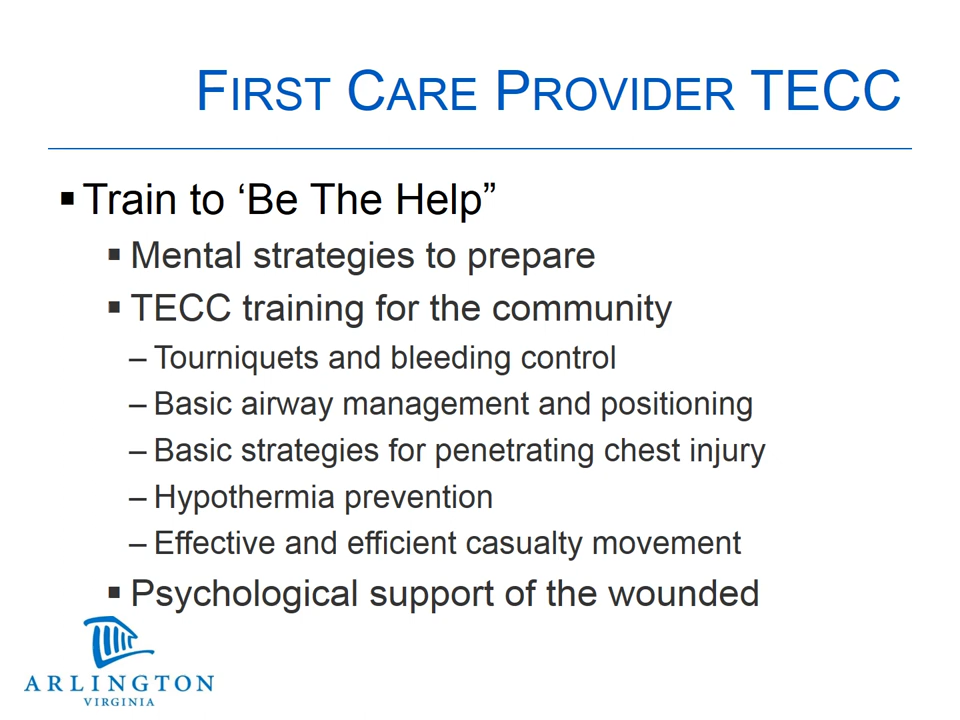 FIRST CARE PROVIDER TECC
▪ Train to ‘Be The Help”
▪ Mental strategies to prepare
▪ TECC training for the community
– Tourniquets and bleeding control
– Basic airway management and positioning
– Basic strategies for penetrating chest injury
– Hypothermia prevention
– Effective and efficient casualty movement
▪ Psychological support of the wounded
ARLINGTON
VIRGINIA